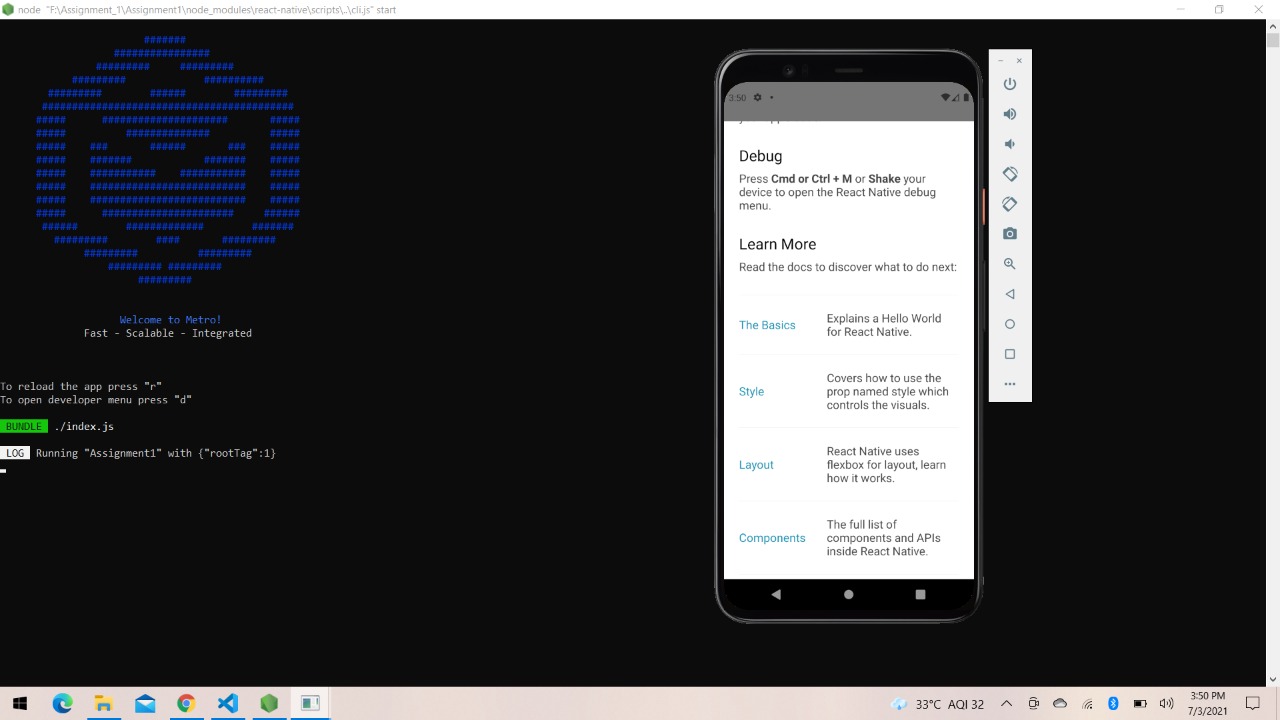 node "F:\Assignment_1\Assignment1\node_modules\react-native\scripts\..\cli.js" start
Welcome to Metro!
Fast - Scalable - Integrated
To reload the app press "r"
To open developer menu press "d"
BUNDLE ./index.js
LOG Running "Assignment1" with {"rootTag":1}
3:50
Debug
Press Cmd or Ctrl + M or Shake your
device to open the React Native debug
menu.
Learn More
Read the docs to discover what to do next:
The Basics
Explains a Hello World
for React Native.
Style
Covers how to use the
prop named style which
controls the visuals.
Layout
React Native uses
flexbox for layout, learn
how it works.
Components
The full list of
components and APIs
inside React Native.
33°C AQI 32
3:50 PM
7/3/2021